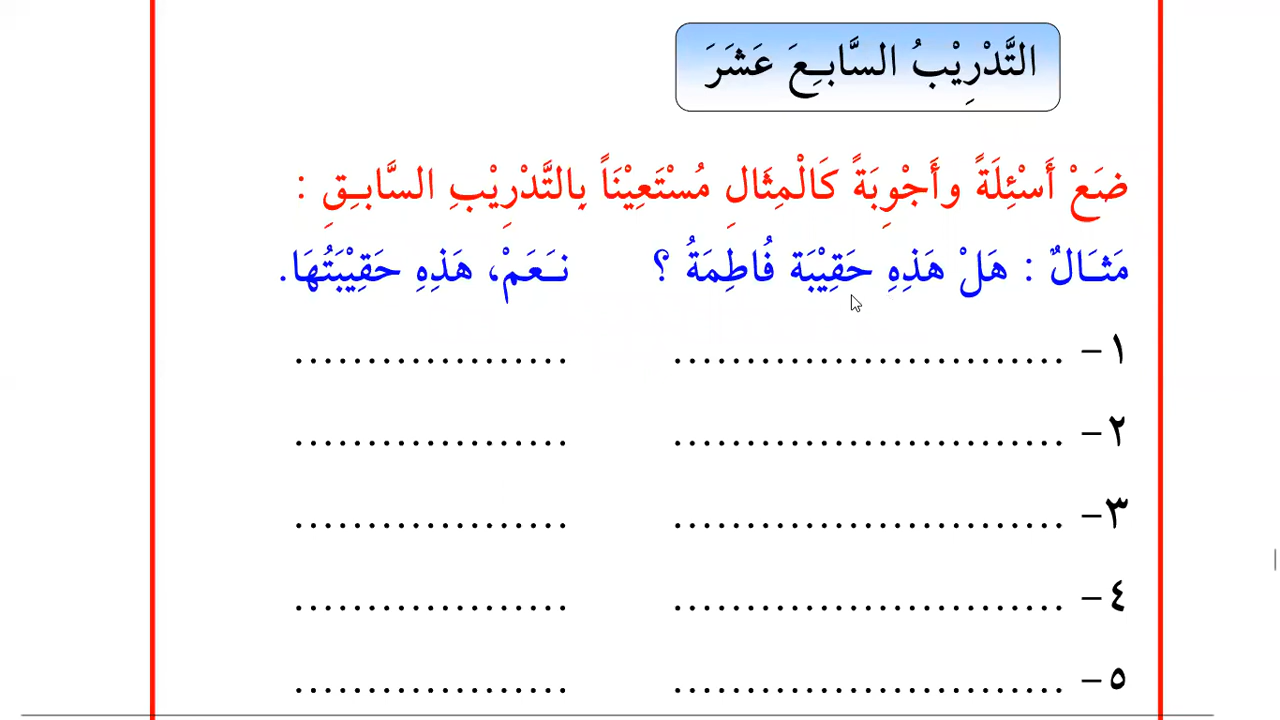 التَّدْرِيْبُ السَّابِعَ عَشَرَ
ضَعْ أَسْئِلَةً وأَجْوِبَةً كَالْمِثَالِ مُسْتَعِيْنَاً بِالتَّدْرِيْبِ السَّابِقِ :
مَثَالٌ : هَلْ هَذِهِ حَقِيْبَة فُاطِمَةُ ؟ نَعَمْ، هَذِهِ حَقِيْبَتُهَا.
١- ........................... ...................
٢- ........................... ...................
٣- ........................... ...................
٤- ........................... ...................
٥- ........................... ...................